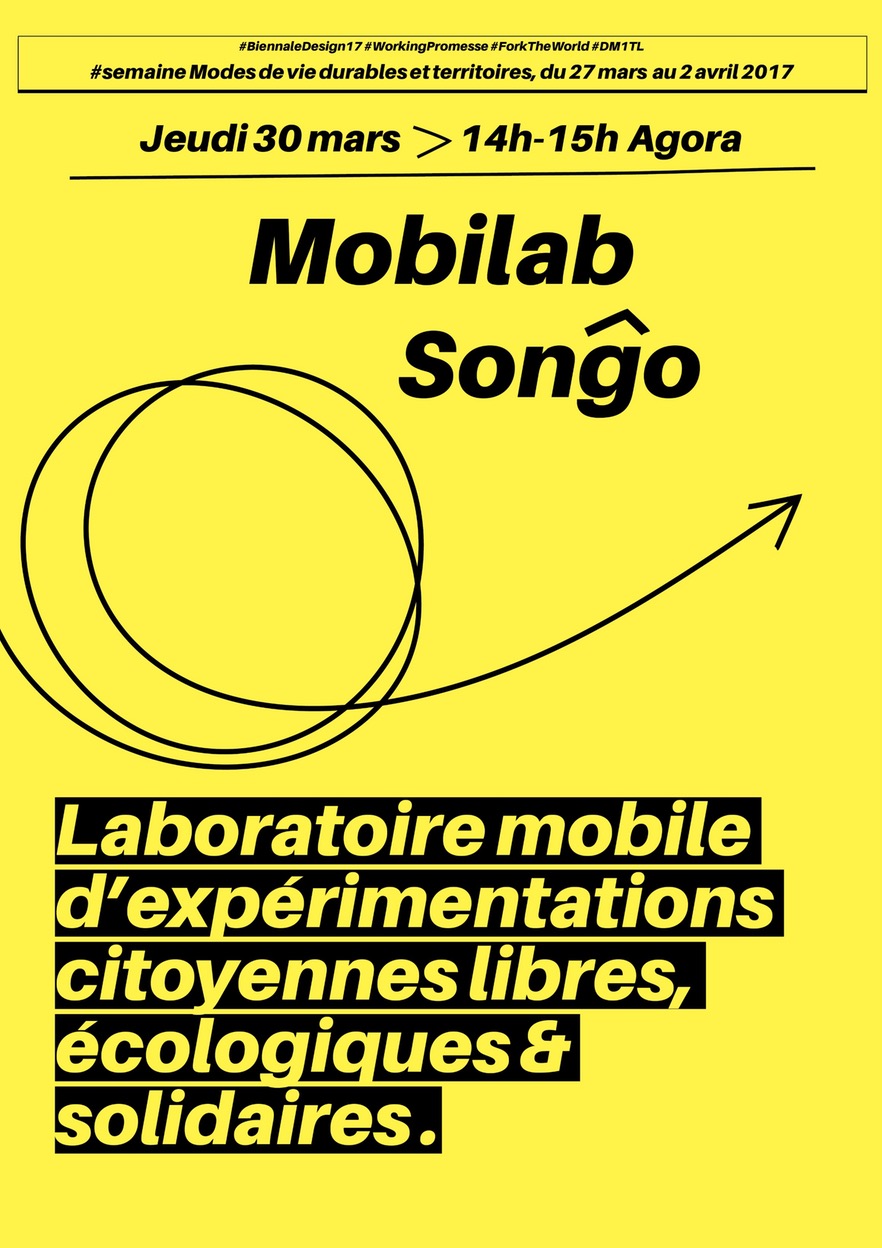 #BiennaleDesign17 #WorkingPromesse #ForkTheWorld #DM1TL
#semaine Modes de vie durables et territoires, du 27 mars au 2 avril 2017
Jeudi 30 mars > 14h-15h Agora
Mobilab
Sonĝo
Laboratoire mobile
d’expérimentations
citoyennes libres,
écologiques &
solidaires.